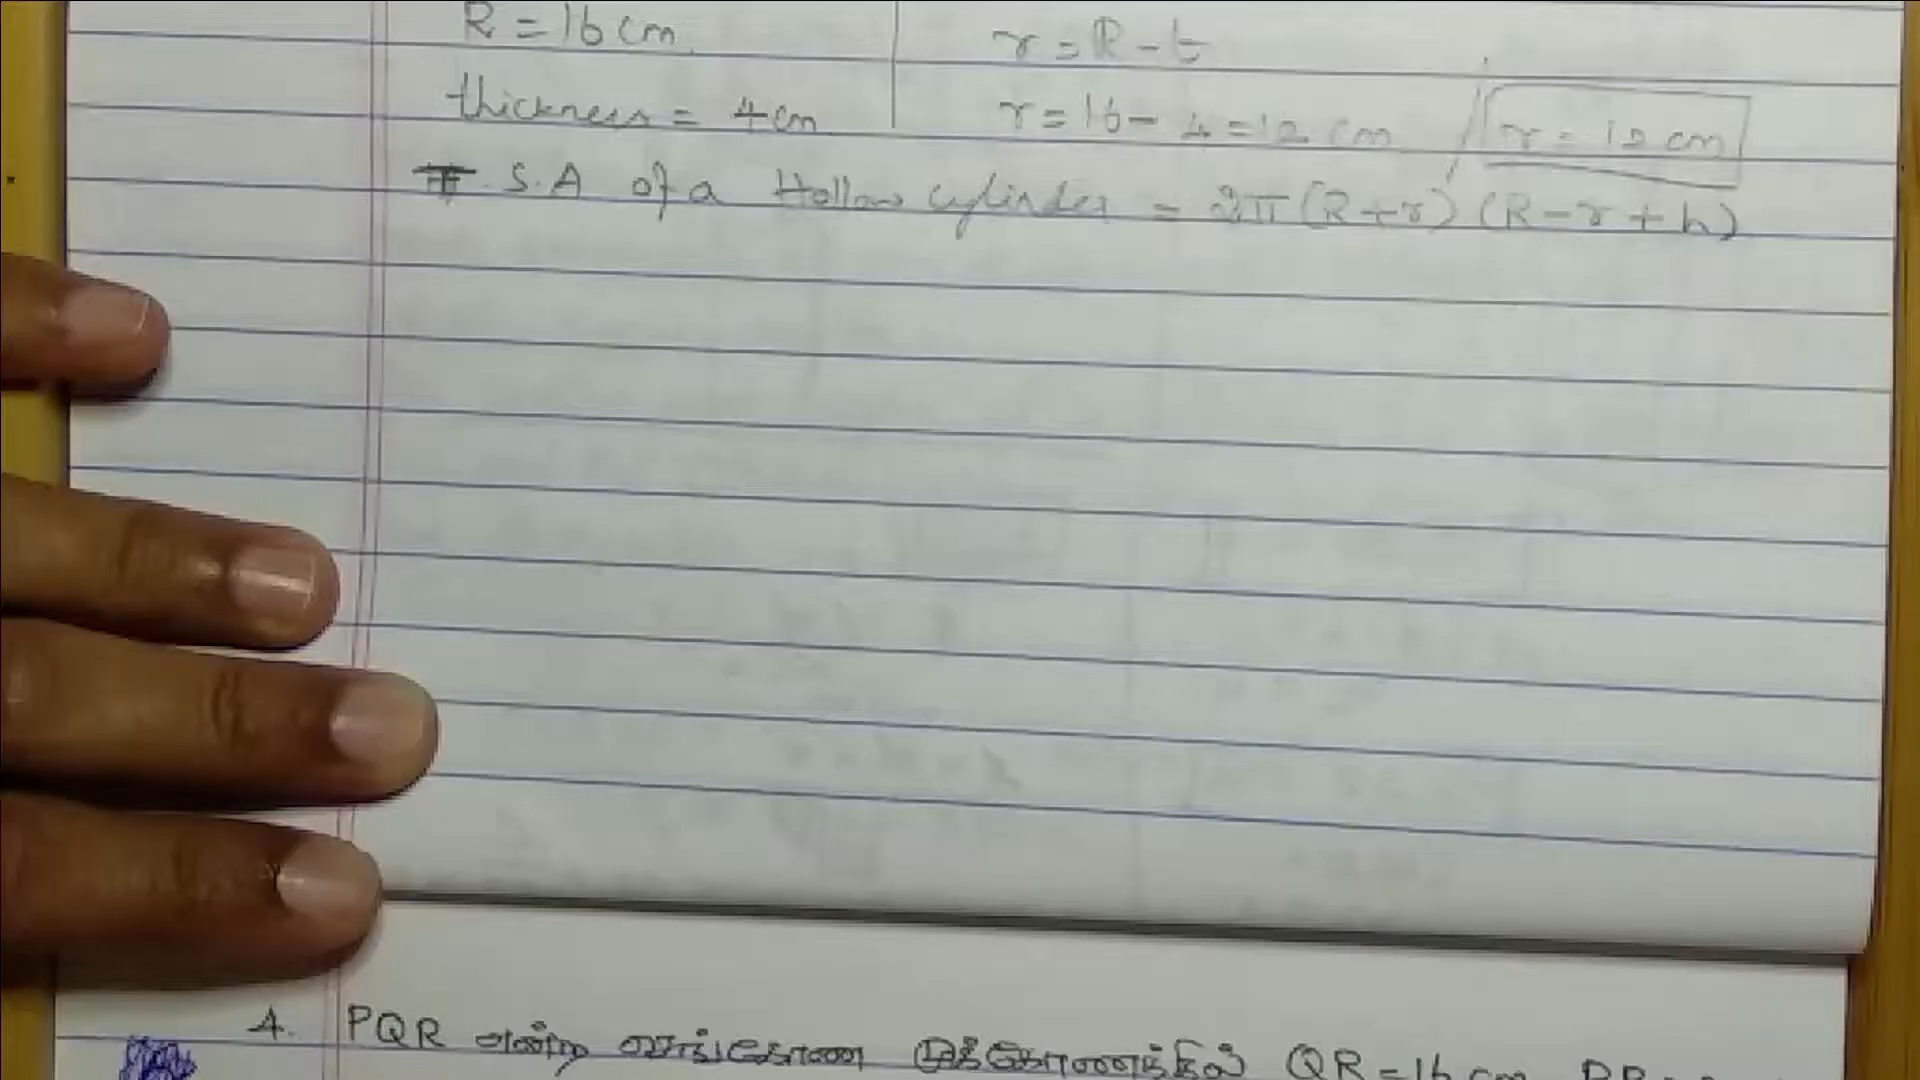 R = 16 cm
r = R - t
thickness = 4 cm
r = 16 - 4 = 12 cm
r = 12 cm
T.S.A of a Hollow cylinder = 2π (R+r) (R-r+h)
4. PQR என்ற செங்கோண முக்கோணத்தில் QR = 16 cm